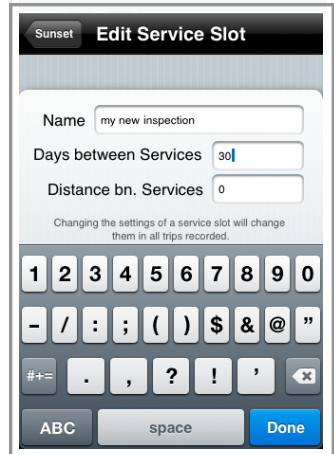 Sunset Edit Service Slot
Name my new inspection
Days between Services 30
Distance bn. Services 0
Changing the settings of a service slot will change
them in all trips recorded.
1 2 3 4 5 6 7 8 9 0
- / : ; ( ) $ & @ ”
#+= . , ? ! ’
ABC space Done